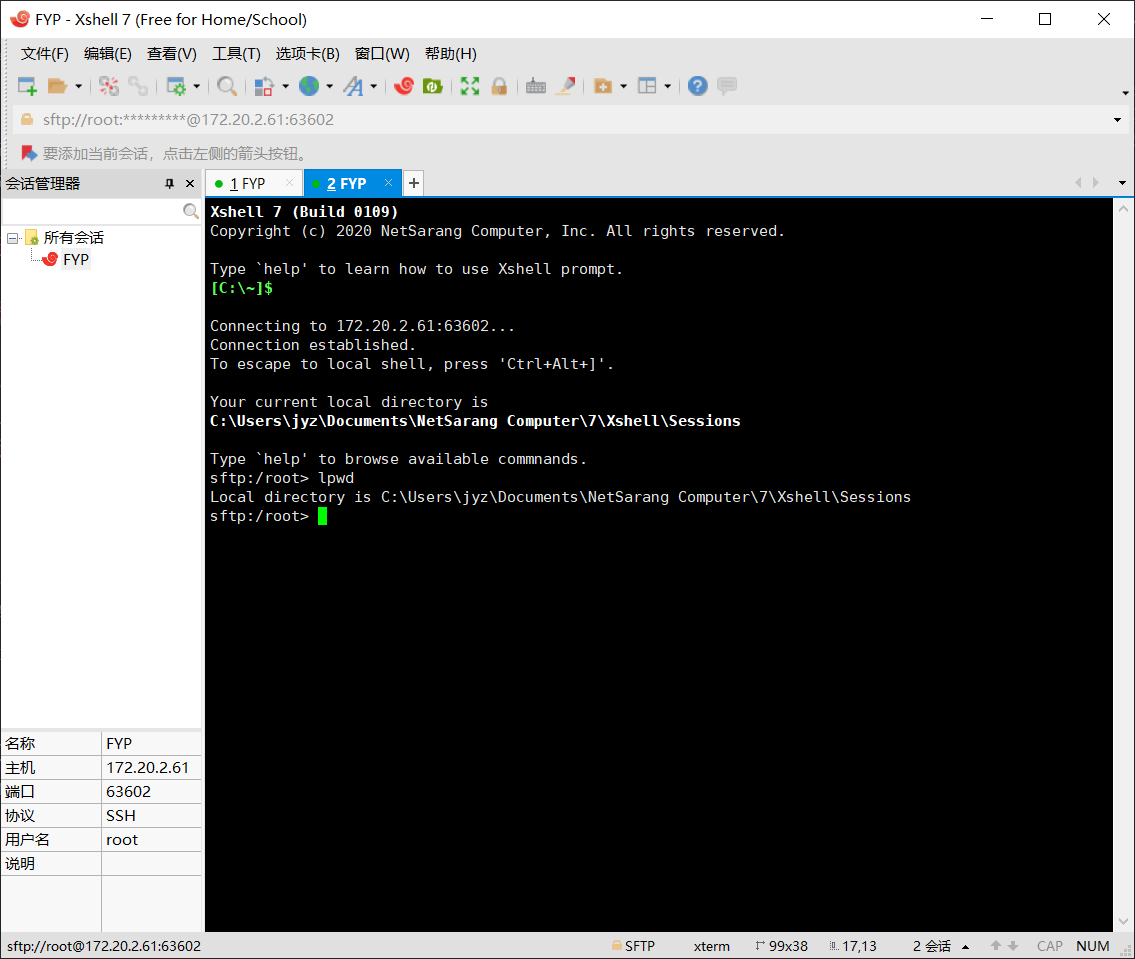 FYP - Xshell 7 (Free for Home/School)
文件(F) 编辑(E) 查看(V) 工具(T) 选项卡(B) 窗口(W) 帮助(H)
sftp://root:*********@172.20.2.61:63602
要添加当前会话，点击左侧的箭头按钮。
会话管理器
1 FYP
2 FYP
所有会话
FYP
Xshell 7 (Build 0109)
Copyright (c) 2020 NetSarang Computer, Inc. All rights reserved.
Type `help' to learn how to use Xshell prompt.
[C:\~]$
Connecting to 172.20.2.61:63602...
Connection established.
To escape to local shell, press 'Ctrl+Alt+]'.
Your current local directory is
C:\Users\jyz\Documents\NetSarang Computer\7\Xshell\Sessions
Type `help' to browse available commnands.
sftp:/root> lpwd
Local directory is C:\Users\jyz\Documents\NetSarang Computer\7\Xshell\Sessions
sftp:/root>
名称 FYP
主机 172.20.2.61
端口 63602
协议 SSH
用户名 root
说明
sftp://root@172.20.2.61:63602 SFTP xterm 99x38 17,13 2 会话 CAP NUM